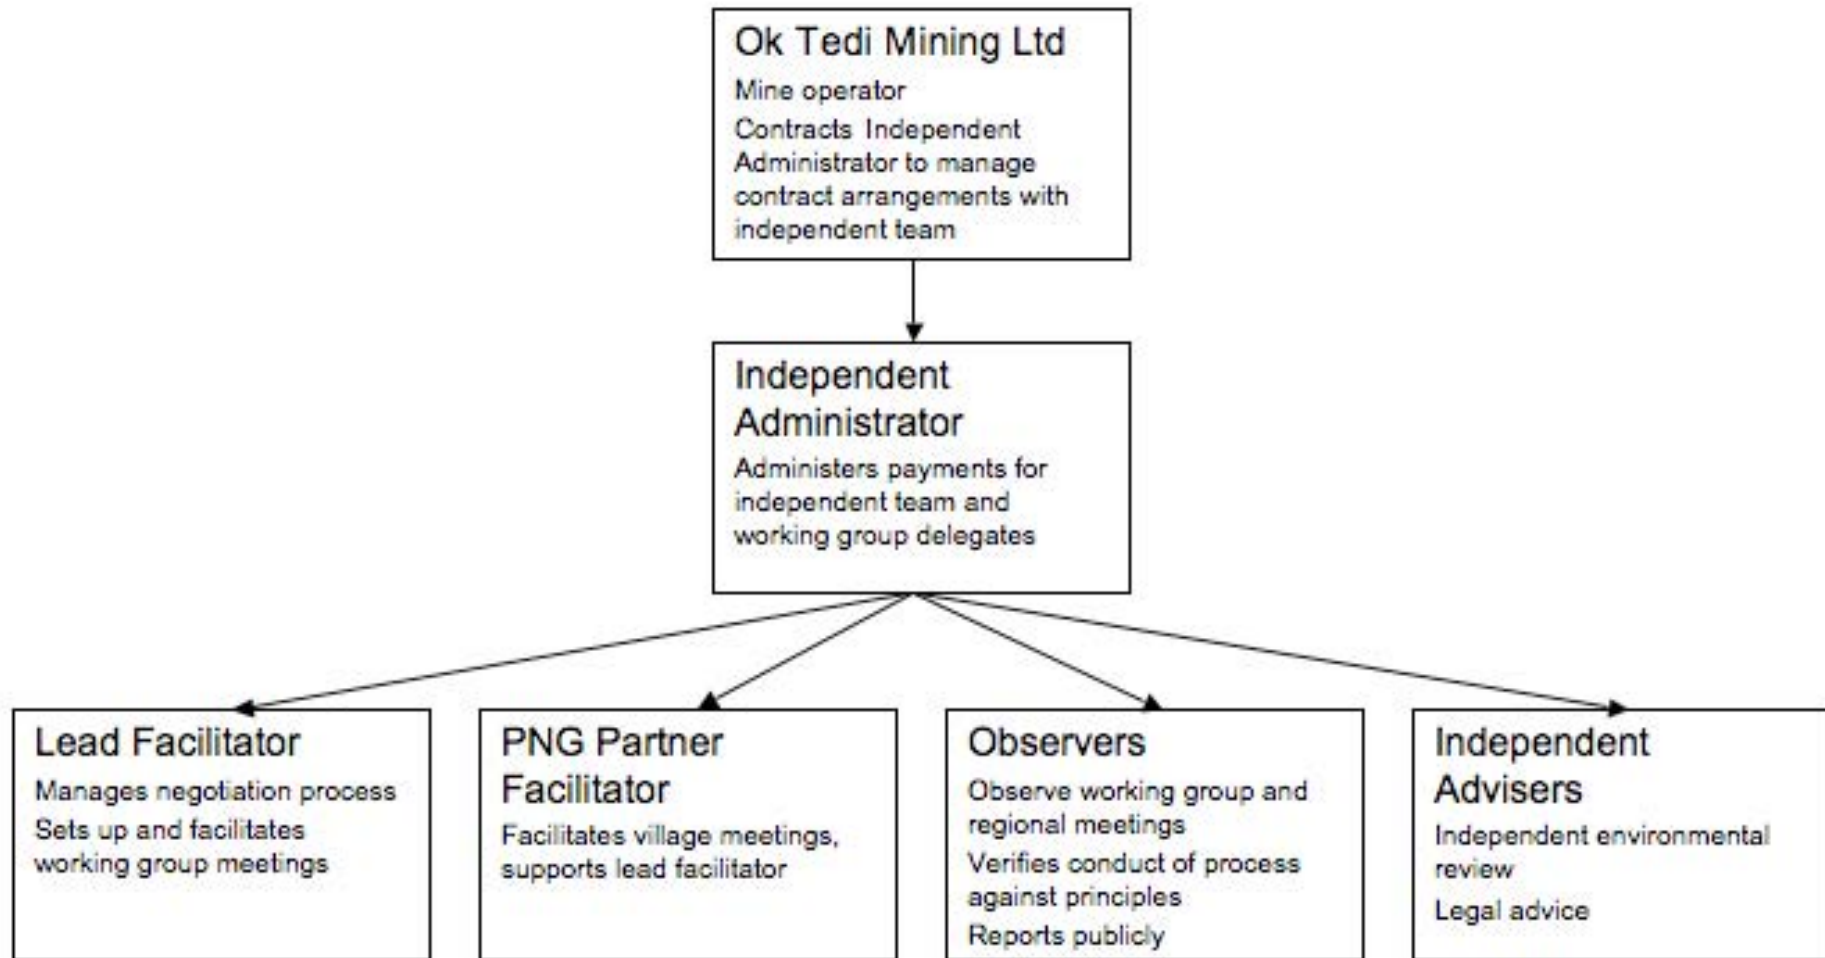 Ok Tedi Mining Ltd
Mine operator
Contracts Independent
Administrator to manage
contract arrangements with
independent team
Independent
Administrator
Administers payments for
independent team and
working group delegates
Lead Facilitator
Manages negotiation process
Sets up and facilitates
working group meetings
PNG Partner
Facilitator
Facilitates village meetings,
supports lead facilitator
Observers
Observe working group and
regional meetings
Verifies conduct of process
against principles
Reports publicly
Independent
Advisers
Independent environmental
review
Legal advice